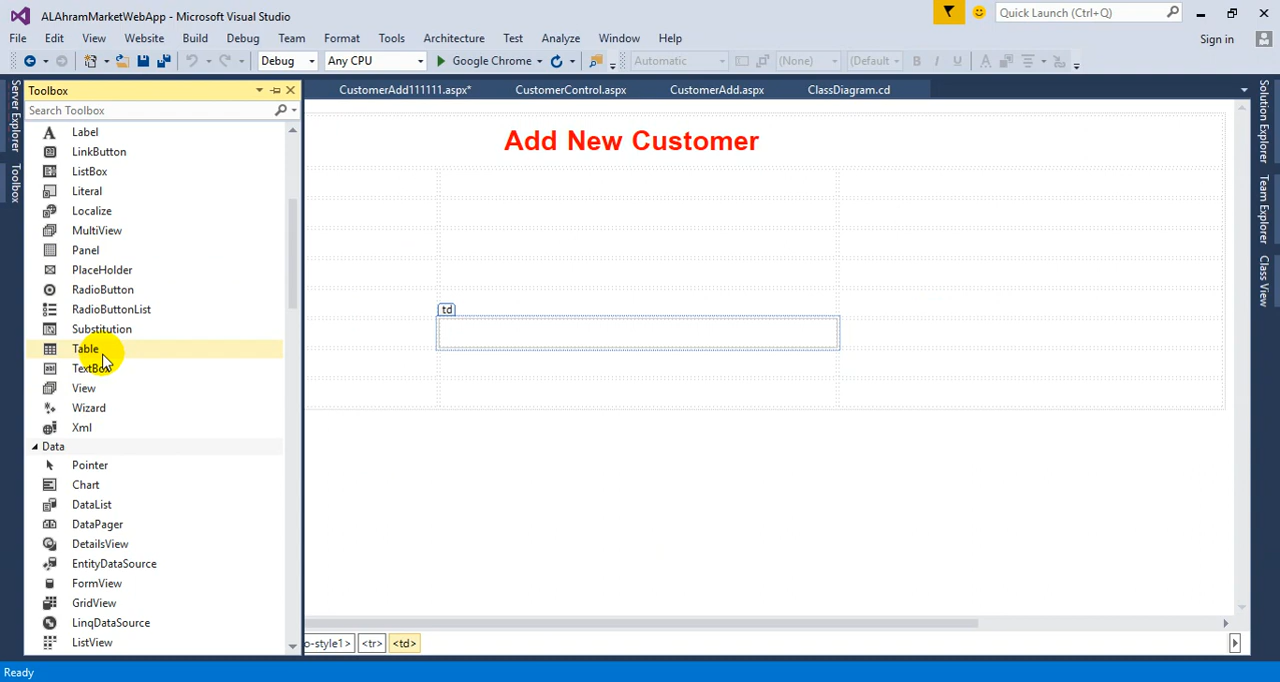 ALAhramMarketWebApp - Microsoft Visual Studio
Quick Launch (Ctrl+Q)
File Edit View Website Build Debug Team Format Tools Architecture Test Analyze Window Help
Sign in
Debug Any CPU Google Chrome Automatic (None) (Default B I U A
Server Explorer
Toolbox
Toolbox
Search Toolbox
Label
LinkButton
ListBox
Literal
Localize
MultiView
Panel
PlaceHolder
RadioButton
RadioButtonList
Substitution
Table
TextBox
View
Wizard
Xml
Data
Pointer
Chart
DataList
DataPager
DetailsView
EntityDataSource
FormView
GridView
LinqDataSource
ListView
CustomerAdd111111.aspx* CustomerControl.aspx CustomerAdd.aspx ClassDiagram.cd
Add New Customer
td
o-style1> <tr> <td>
Solution Explorer
Team Explorer
Class View
Ready